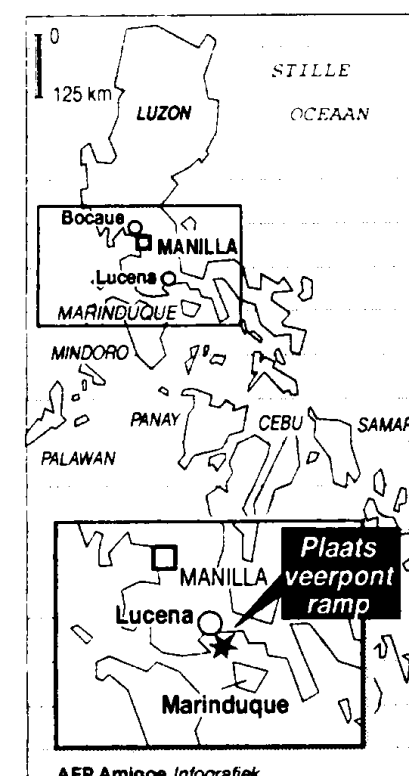 0
125 km
STILLE
OCEAAN
LUZON
Bocaue
MANILLA
Lucena
MARINDUQUE
MINDORO
PANAY
CEBU
SAMAR
PALAWAN
Plaats
veerpont
ramp
MANILLA
Lucena
Marinduque
AFP Amigoe Infografiek